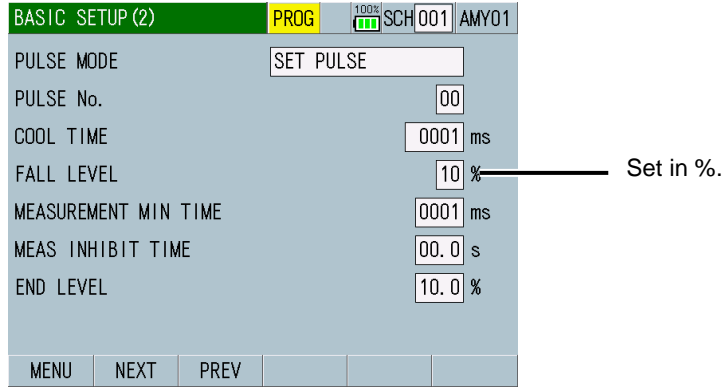 BASIC SETUP(2) PROG 100% SCH 001 AMY01
PULSE MODE SET PULSE
PULSE No. 00
COOL TIME 0001 ms
FALL LEVEL 10 % Set in %.
MEASUREMENT MIN TIME 0001 ms
MEAS INHIBIT TIME 00.0 s
END LEVEL 10.0 %
MENU NEXT PREV